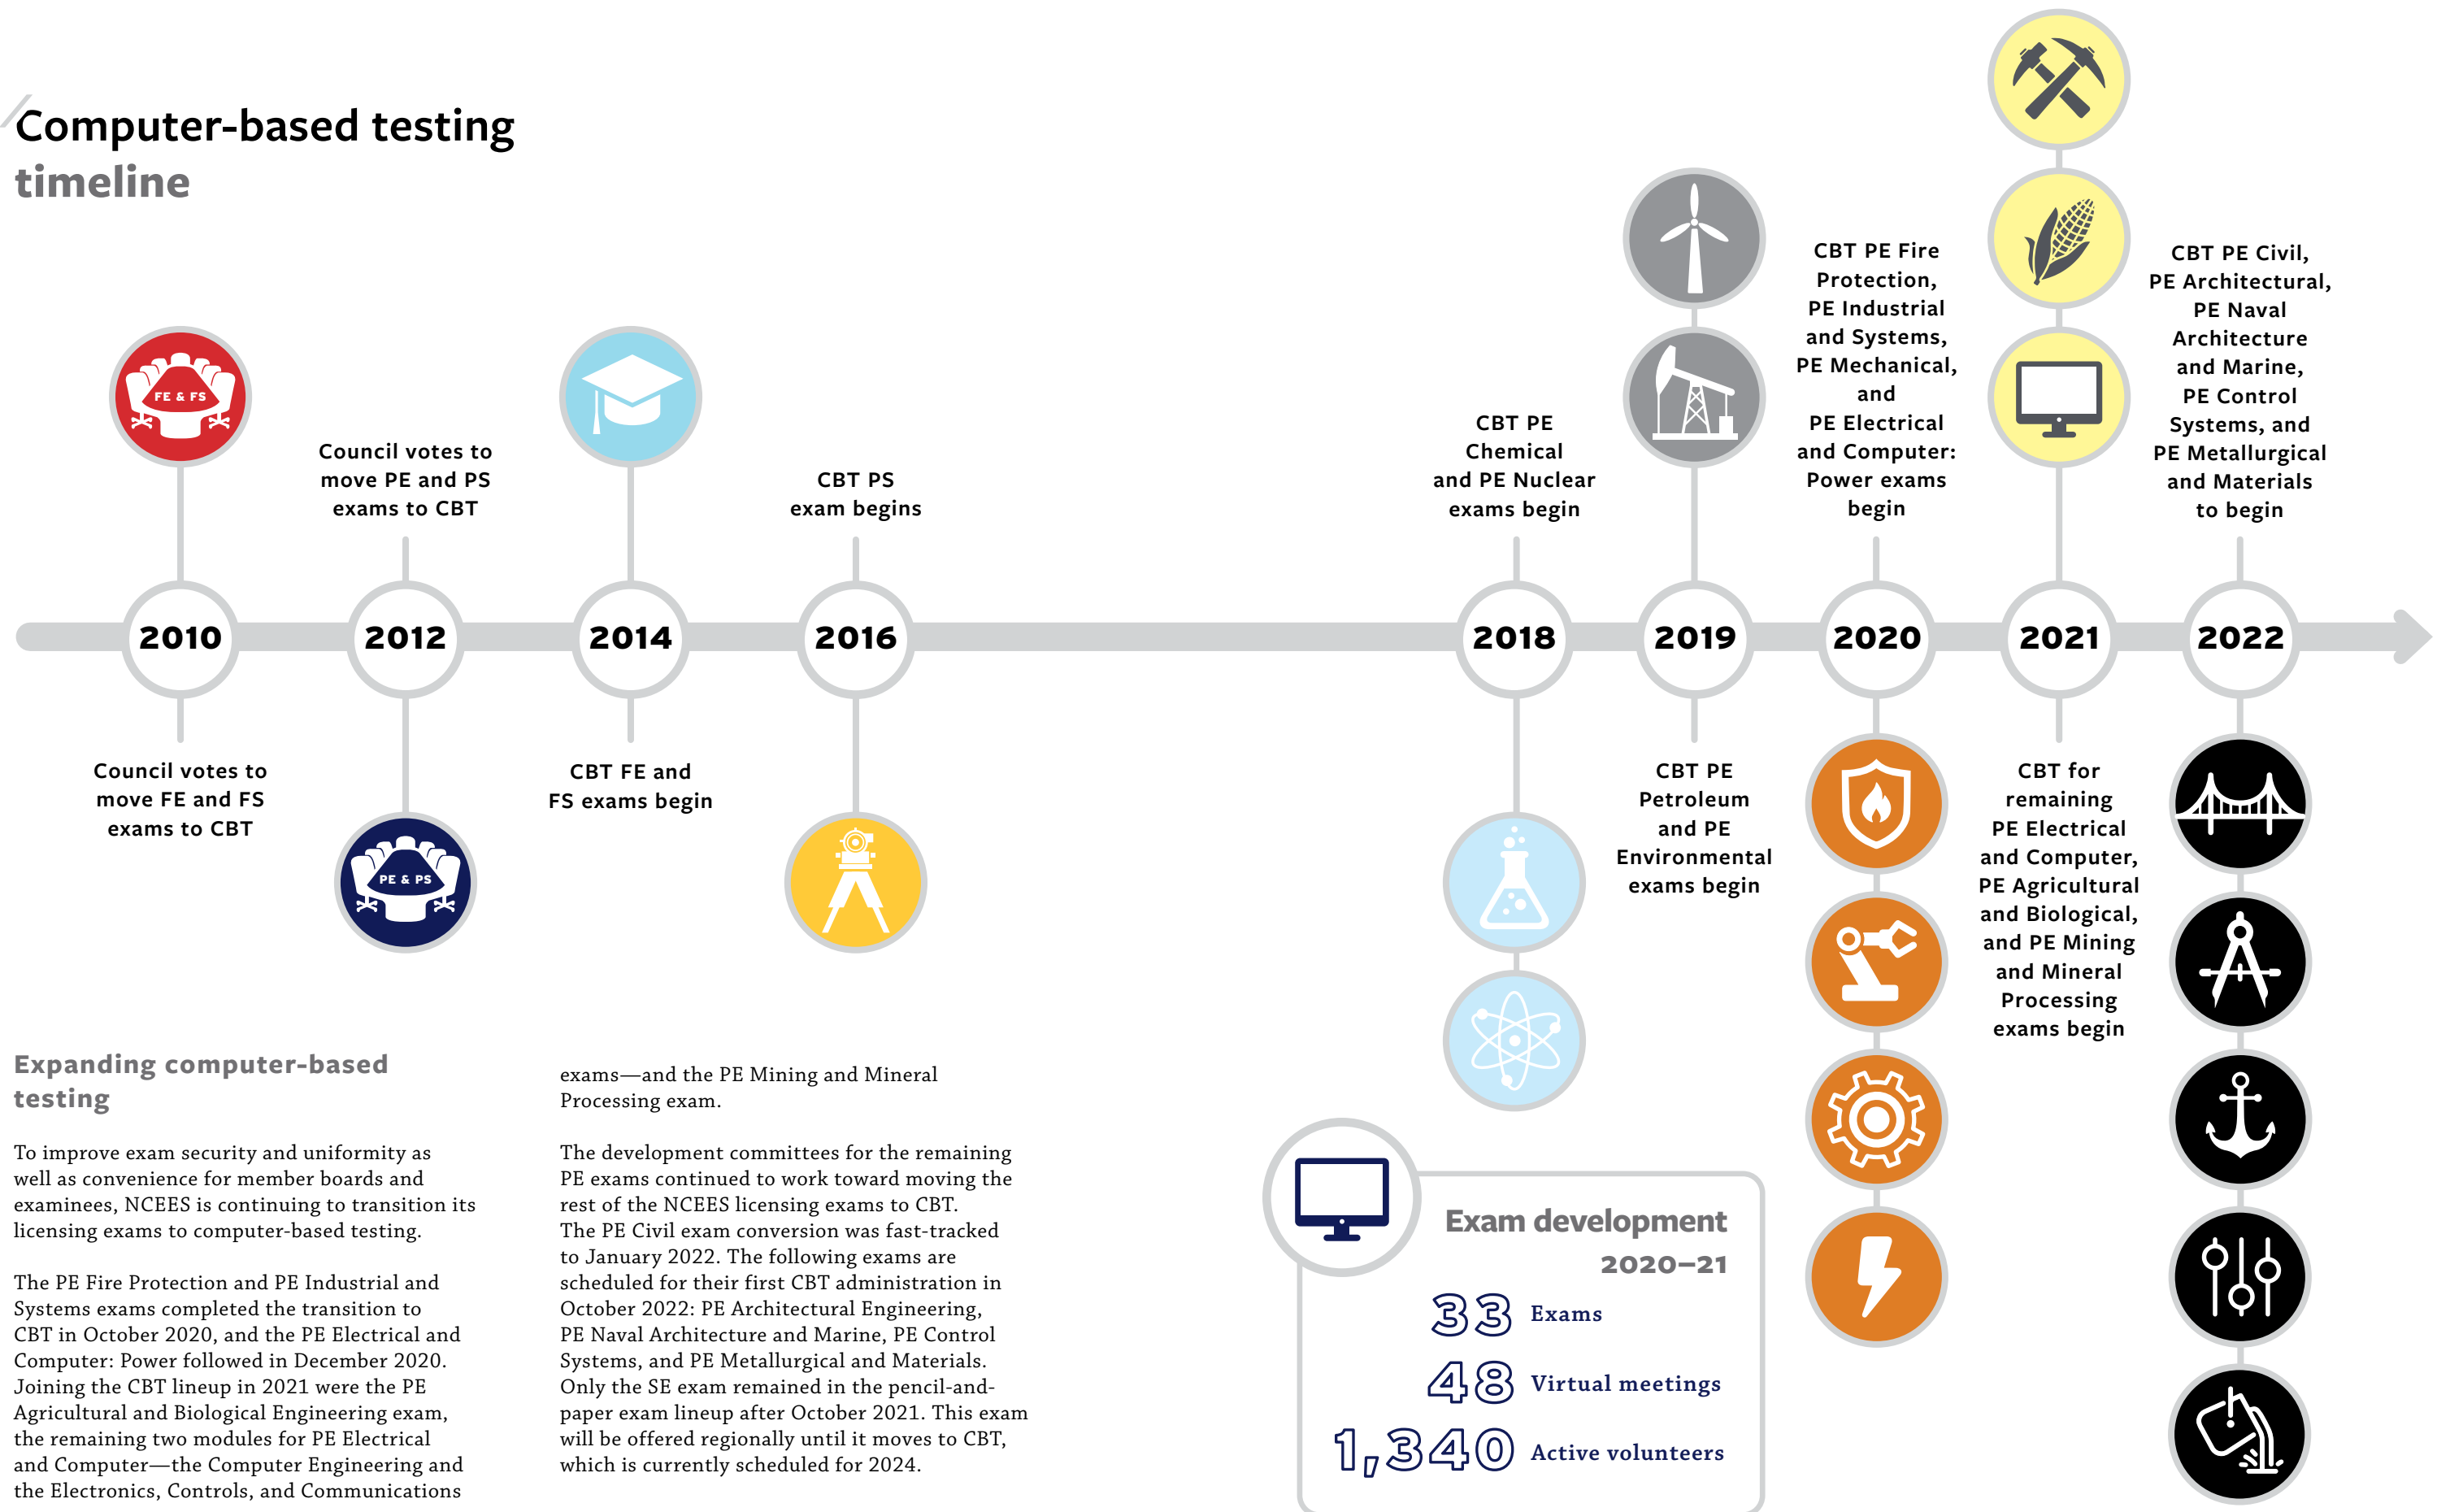 Computer-based testing
timeline
FE & FS
Council votes to
move PE and PS
exams to CBT
CBT PS
exam begins
CBT PE
Chemical
and PE Nuclear
exams begin
CBT PE Fire
Protection,
PE Industrial
and Systems,
PE Mechanical,
and
PE Electrical
and Computer:
Power exams
begin
CBT PE Civil,
PE Architectural,
PE Naval
Architecture
and Marine,
PE Control
Systems, and
PE Metallurgical
and Materials
to begin
2010
2012
2014
2016
2018
2019
2020
2021
2022
Council votes to
move FE and FS
exams to CBT
PE & PS
CBT FE and
FS exams begin
CBT PE
Petroleum
and PE
Environmental
exams begin
CBT for
remaining
PE Electrical
and Computer,
PE Agricultural
and Biological,
and PE Mining
and Mineral
Processing
exams begin
Expanding computer-based
testing
To improve exam security and uniformity as
well as convenience for member boards and
examinees, NCEES is continuing to transition its
licensing exams to computer-based testing.
The PE Fire Protection and PE Industrial and
Systems exams completed the transition to
CBT in October 2020, and the PE Electrical and
Computer: Power followed in December 2020.
Joining the CBT lineup in 2021 were the PE
Agricultural and Biological Engineering exam,
the remaining two modules for PE Electrical
and Computer—the Computer Engineering and
the Electronics, Controls, and Communications
exams—and the PE Mining and Mineral
Processing exam.
The development committees for the remaining
PE exams continued to work toward moving the
rest of the NCEES licensing exams to CBT.
The PE Civil exam conversion was fast-tracked
to January 2022. The following exams are
scheduled for their first CBT administration in
October 2022: PE Architectural Engineering,
PE Naval Architecture and Marine, PE Control
Systems, and PE Metallurgical and Materials.
Only the SE exam remained in the pencil-and-
paper exam lineup after October 2021. This exam
will be offered regionally until it moves to CBT,
which is currently scheduled for 2024.
Exam development
2020–21
33 Exams
48 Virtual meetings
1,340 Active volunteers